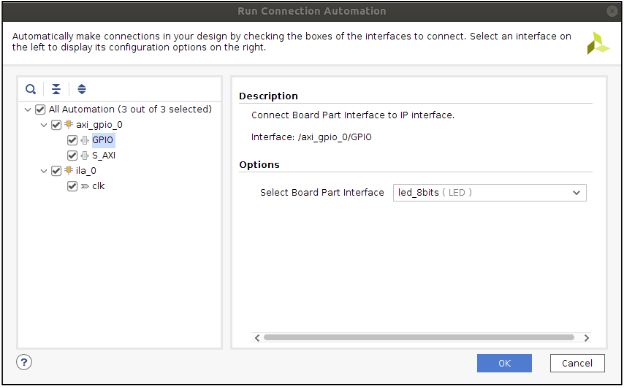 Run Connection Automation
Automatically make connections in your design by checking the boxes of the interfaces to connect. Select an interface on
the left to display its configuration options on the right.
All Automation (3 out of 3 selected)
axi_gpio_0
GPIO
S_AXI
ila_0
clk
Description
Connect Board Part Interface to IP interface.
Interface: /axi_gpio_0/GPIO
Options
Select Board Part Interface led_8bits ( LED )
? OK Cancel